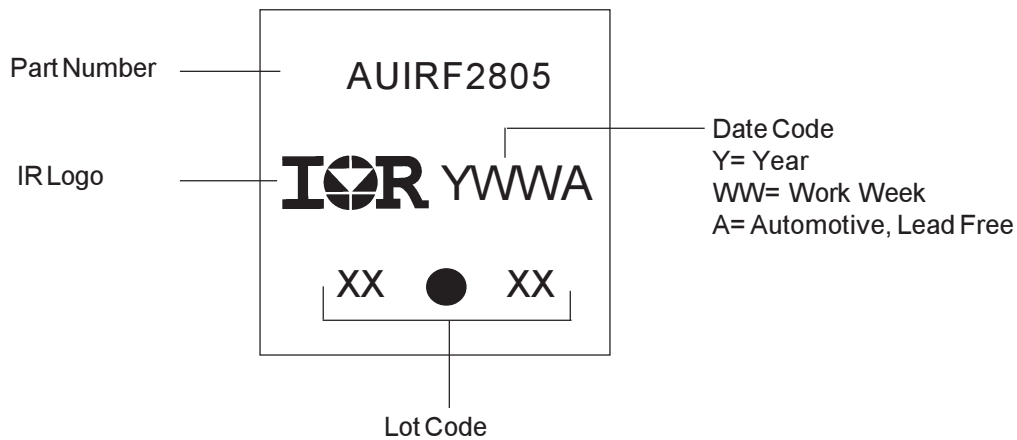 Part Number
AUIRF2805
IR Logo
IOR YWWA
Date Code
Y= Year
WW= Work Week
A= Automotive, Lead Free
XX XX
Lot Code